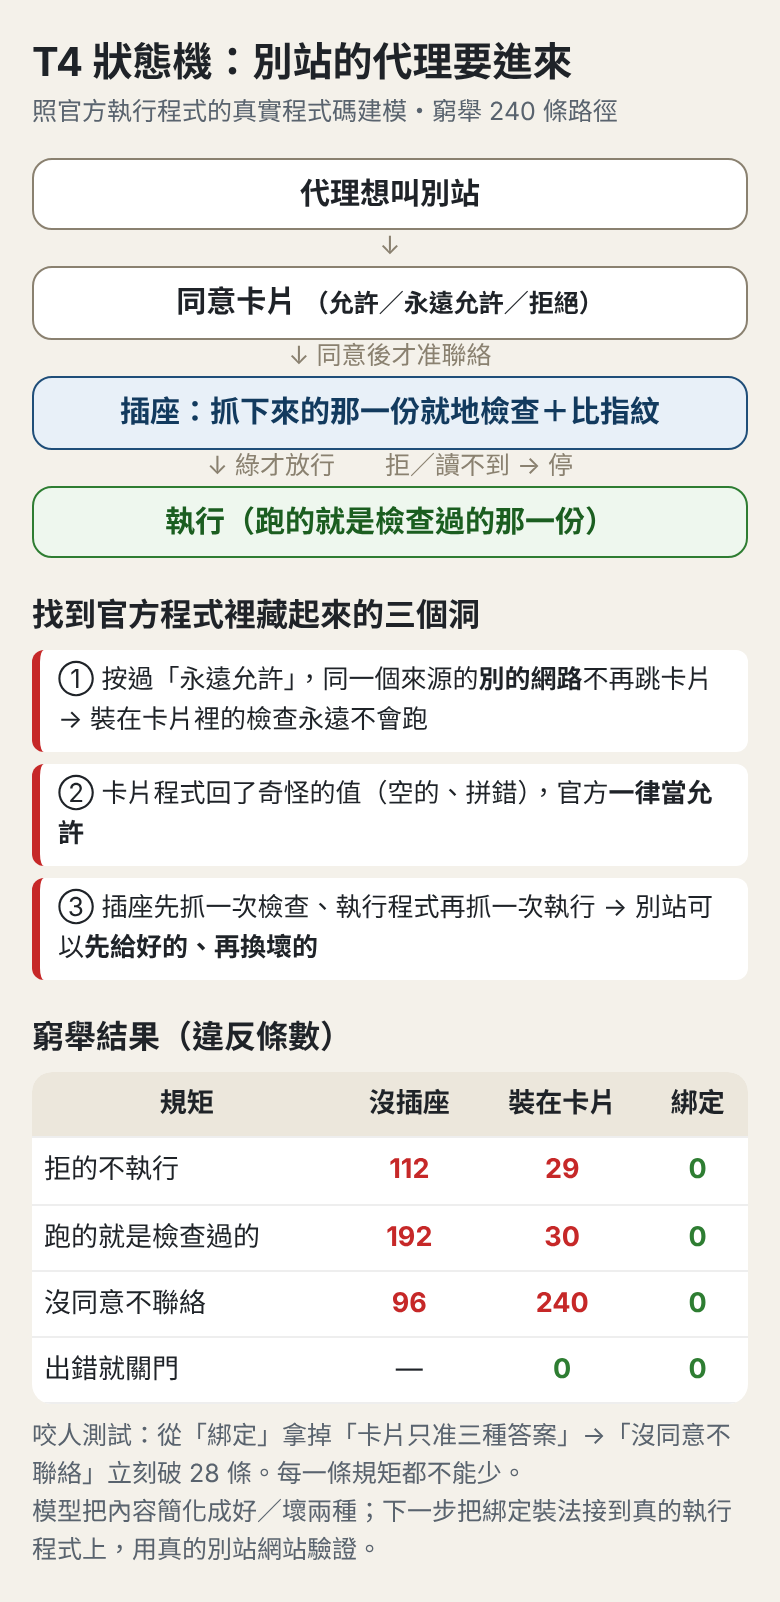 T4 狀態機：別站的代理要進來
照官方執行程式的真實程式碼建模・窮舉 240 條路徑
代理想叫別站
↓
同意卡片（允許／永遠允許／拒絕）
↓ 同意後才准聯絡
插座：抓下來的那一份就地檢查＋比指紋
↓ 綠才放行　　拒／讀不到 → 停
執行（跑的就是檢查過的那一份）
找到官方程式裡藏起來的三個洞
① 按過「永遠允許」，同一個來源的別的網路不再跳卡片
→ 裝在卡片裡的檢查永遠不會跑
② 卡片程式回了奇怪的值（空的、拼錯），官方一律當允
許
③ 插座先抓一次檢查、執行程式再抓一次執行 → 別站可
以先給好的、再換壞的
窮舉結果（違反條數）
規矩 沒插座 裝在卡片 綁定
拒的不執行 112 29 0
跑的就是檢查過的 192 30 0
沒同意不聯絡 96 240 0
出錯就關門 — 0 0
咬人測試：從「綁定」拿掉「卡片只准三種答案」→「沒同意不
聯絡」立刻破 28 條。每一條規矩都不能少。
模型把內容簡化成好／壞兩種；下一步把綁定裝法接到真的執行
程式上，用真的別站網站驗證。